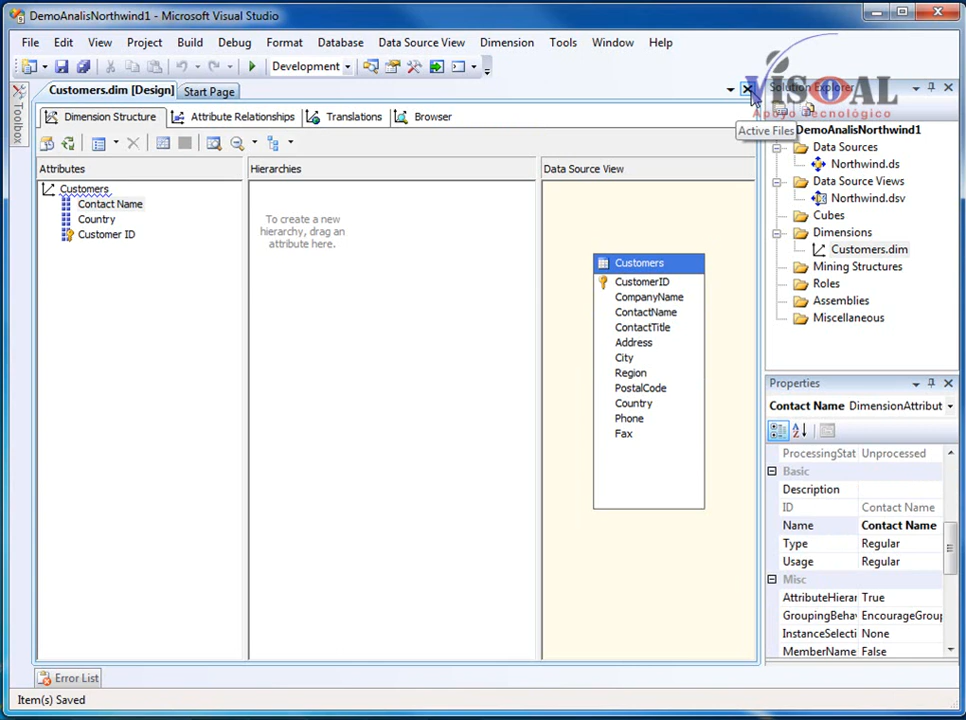 DemoAnalisNorthwind1 - Microsoft Visual Studio
File Edit View Project Build Debug Format Database Data Source View Dimension Tools Window Help
Development
Customers.dim [Design] Start Page
Toolbox
Dimension Structure Attribute Relationships Translations Browser
Attributes
Customers
Contact Name
Country
Customer ID
Hierarchies
To create a new
hierarchy, drag an
attribute here.
Data Source View
Customers
CustomerID
CompanyName
ContactName
ContactTitle
Address
City
Region
PostalCode
Country
Phone
Fax
Active Files
Solution Explorer
VISOAL
Apoyo Tecnológico
DemoAnalisNorthwind1
Data Sources
Northwind.ds
Data Source Views
Northwind.dsv
Cubes
Dimensions
Customers.dim
Mining Structures
Roles
Assemblies
Miscellaneous
Properties
Contact Name DimensionAttribut
ProcessingStat Unprocessed
Basic
Description
ID Contact Name
Name Contact Name
Type Regular
Usage Regular
Misc
AttributeHierar True
GroupingBehav EncourageGroup
InstanceSelecti None
MemberName False
Error List
Item(s) Saved